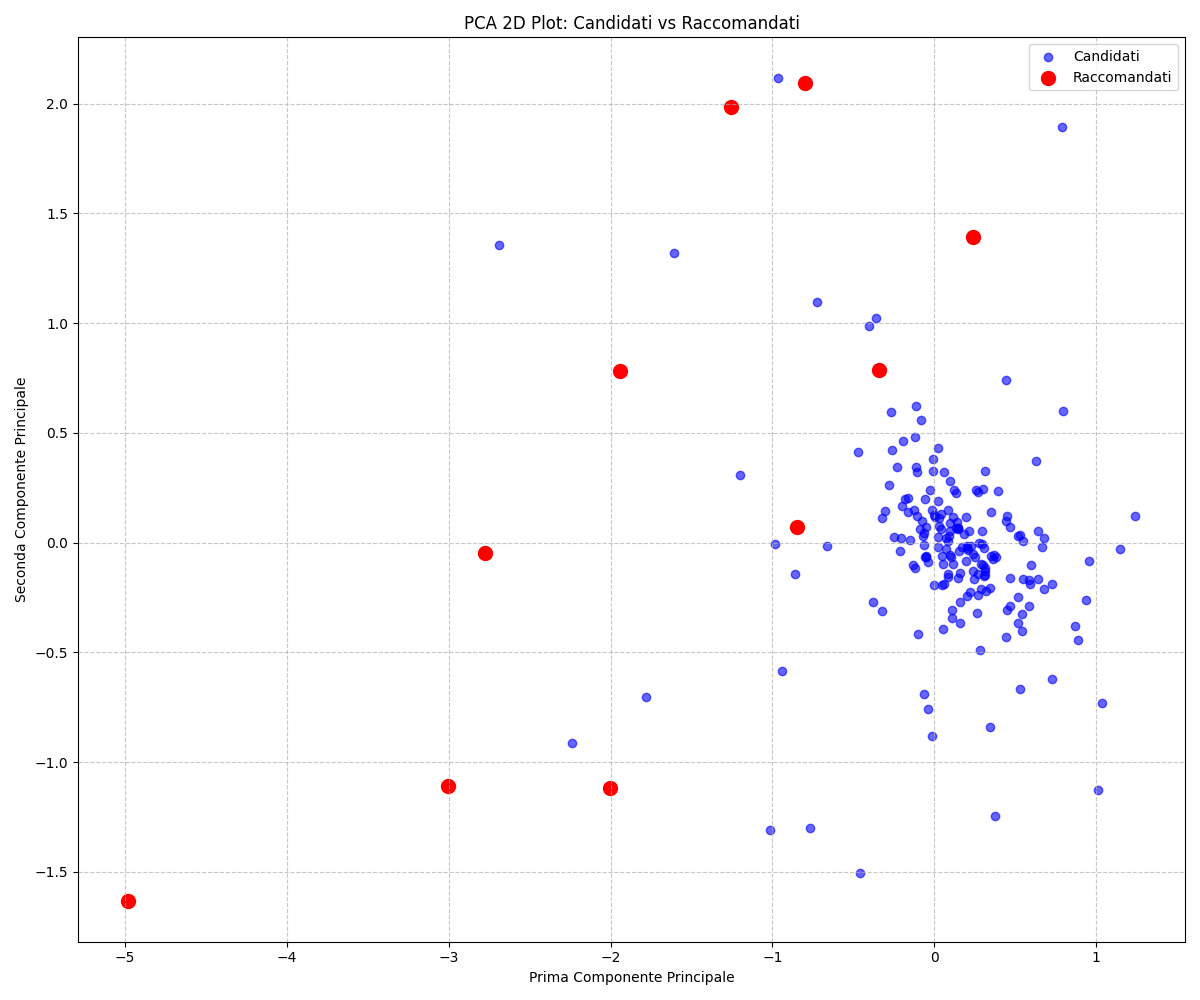 PCA 2D Plot: Candidati vs Raccomandati
Candidati
Raccomandati
Seconda Componente Principale
2.0
1.5
1.0
0.5
0.0
−0.5
−1.0
−1.5
−5 −4 −3 −2 −1 0 1
Prima Componente Principale